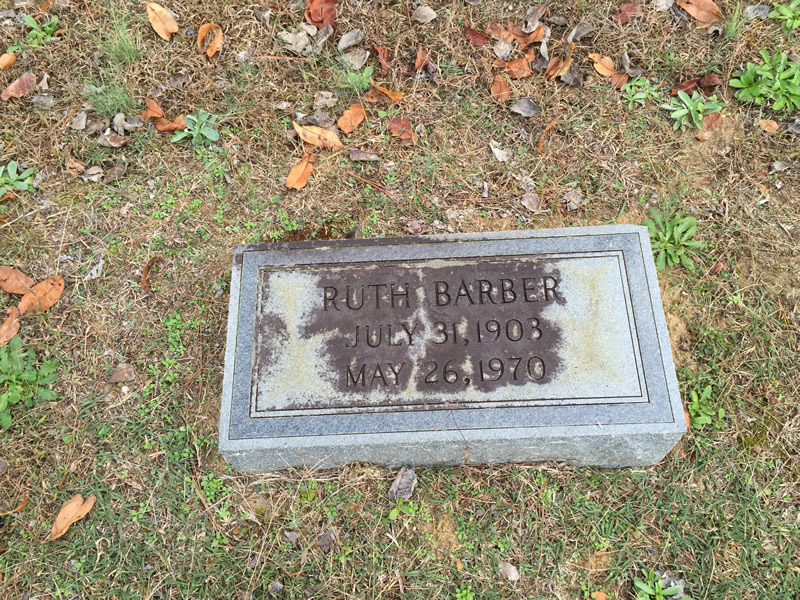 RUTH BARBER
JULY 31, 1903
MAY 26, 1970